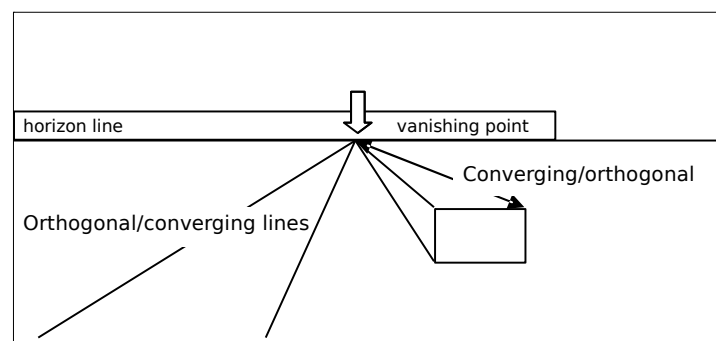 horizon line
vanishing point
Converging/orthogonal
Orthogonal/converging lines